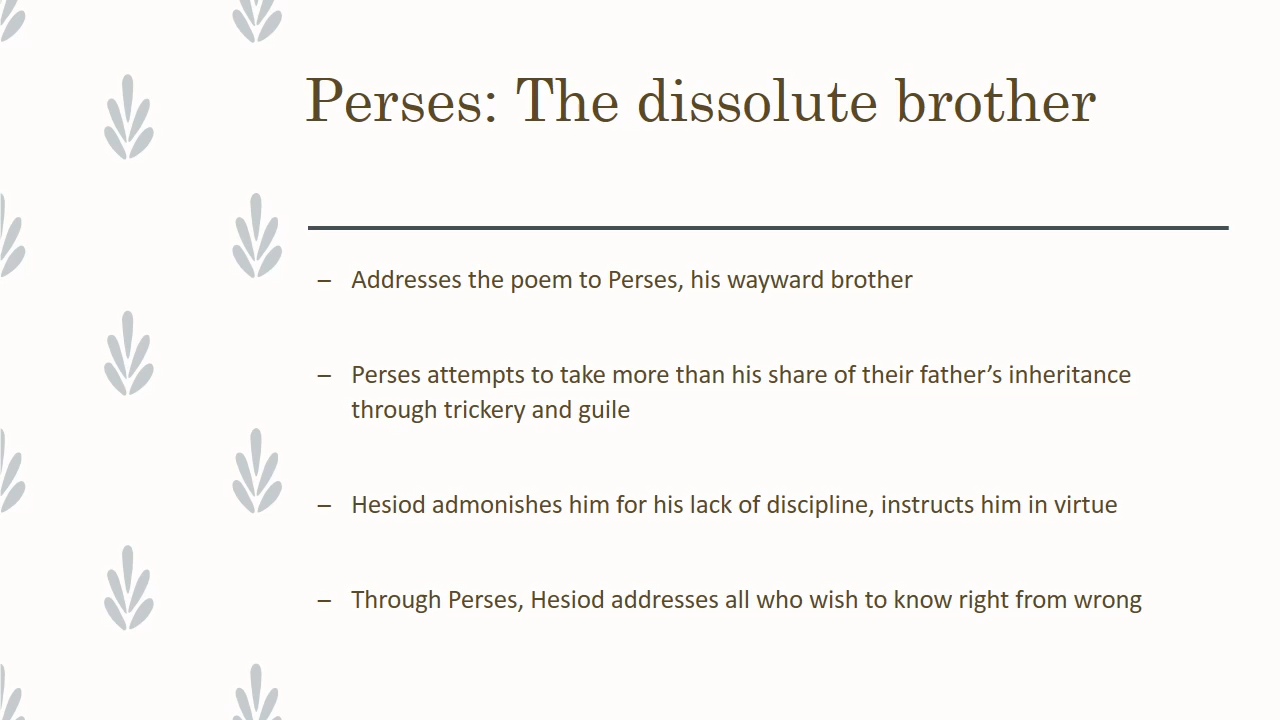 Perses: The dissolute brother
– Addresses the poem to Perses, his wayward brother
– Perses attempts to take more than his share of their father’s inheritance
through trickery and guile
– Hesiod admonishes him for his lack of discipline, instructs him in virtue
– Through Perses, Hesiod addresses all who wish to know right from wrong